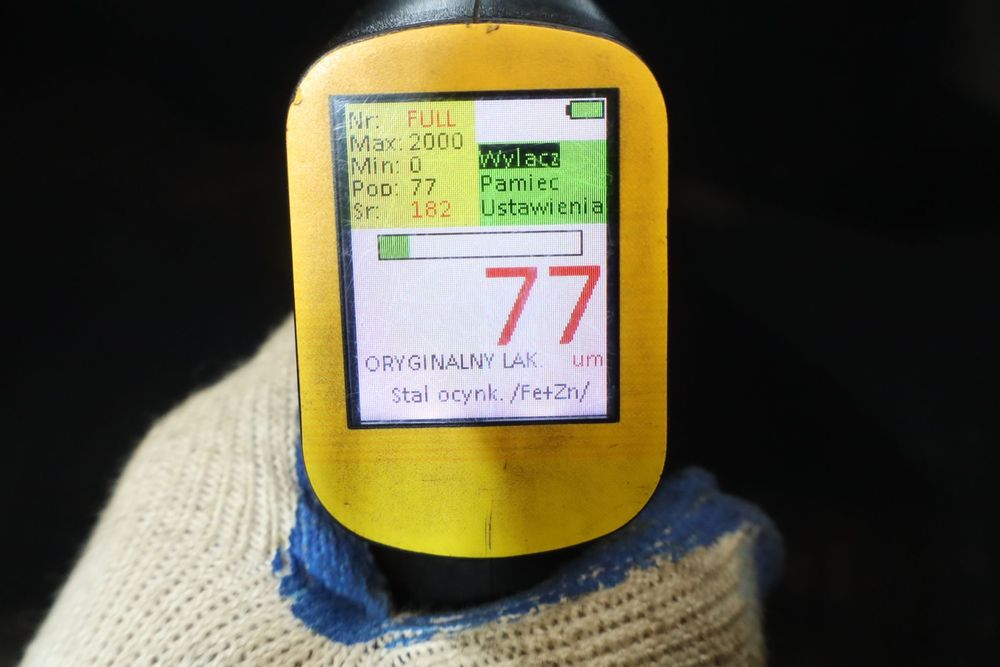 Nr: FULL
Max: 2000
Min: 0
Pop: 77
Sr: 182
Wylacz
Pamiec
Ustawienia
77
ORYGINALNY LAK. um
Stal ocynk. /Fe+Zn/